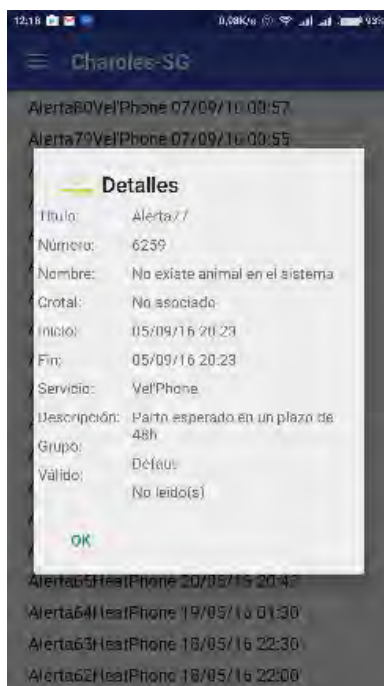 12:18 0,08K/s 93%
Charoles-SG
Alerta80Vel'Phone 07/09/16 00:57
Alerta79Vel'Phone 07/09/16 00:55
Detalles
Título: Alerta77
Número: 6259
Nombre: No existe animal en el sistema
Crotal: No asociado
Inicio: 05/09/16 20:23
Fin: 05/09/16 20:23
Servicio: Vel'Phone
Descripción: Parto esperado en un plazo de
48h
Grupo:
Defaut
Válido:
No leído(s)
OK
Alerta65HeatPhone 20/05/16 20:42
Alerta64HeatPhone 19/05/16 01:30
Alerta63HeatPhone 18/05/16 22:30
Alerta62HeatPhone 18/05/16 22:00